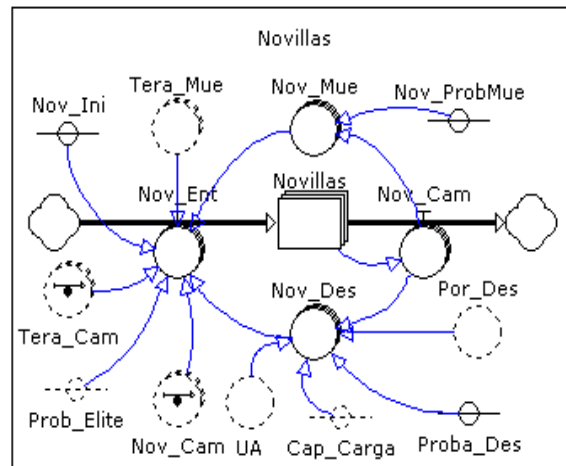 Novillas
Tera_Mue
Nov_Mue
Nov_Ini
Nov_ProbMue
Nov_Ent
Novillas
Nov_Cam
Nov_Des
Por_Des
Tera_Cam
Prob_Elite
Nov_Cam
UA
Cap_Carga
Proba_Des